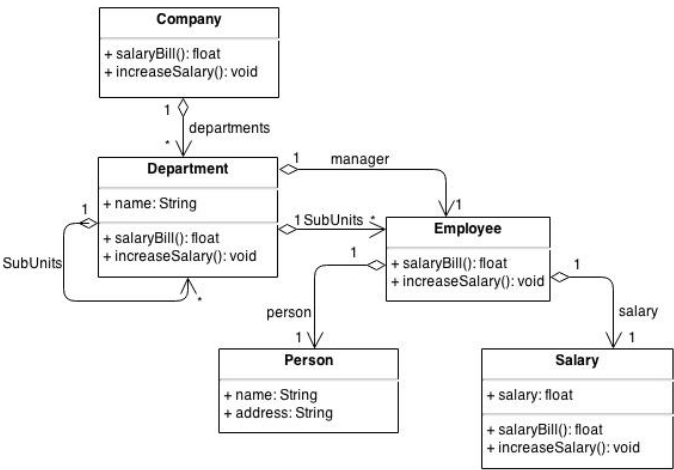 Company
+ salaryBill(): float
+ increaseSalary(): void
1
departments
*
Department
1
manager
+ name: String
1
1
1 SubUnits *
Employee
+ salaryBill(): float
+ increaseSalary(): void
SubUnits
*
1
+ salaryBill(): float
+ increaseSalary(): void
1
person
salary
1
1
Person
+ name: String
+ address: String
Salary
+ salary: float
+ salaryBill(): float
+ increaseSalary(): void